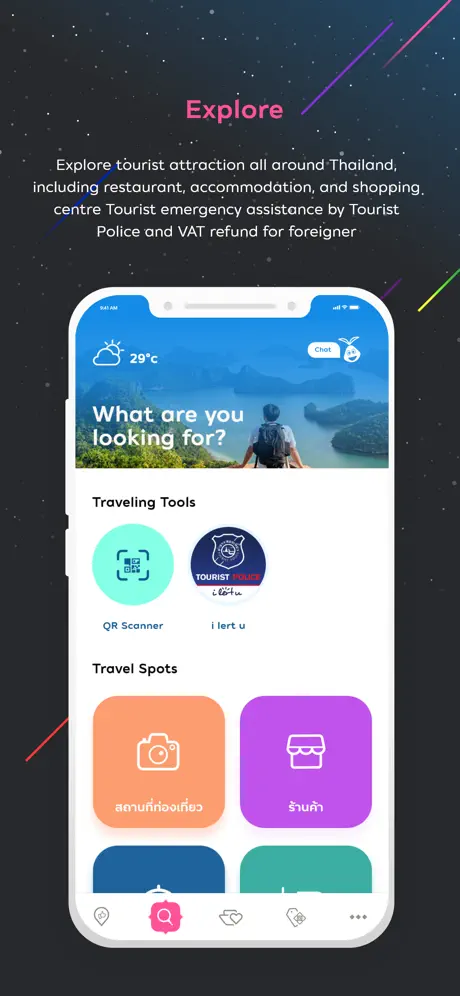 Explore
Explore tourist attraction all around Thailand,
including restaurant, accommodation, and shopping
centre Tourist emergency assistance by Tourist
Police and VAT refund for foreigner
9:41 AM
29°c
Chat
What are you
looking for?
Traveling Tools
TOURIST POLICE
i lert u
QR Scanner
i lert u
Travel Spots
สถานที่ท่องเที่ยว
ร้านค้า